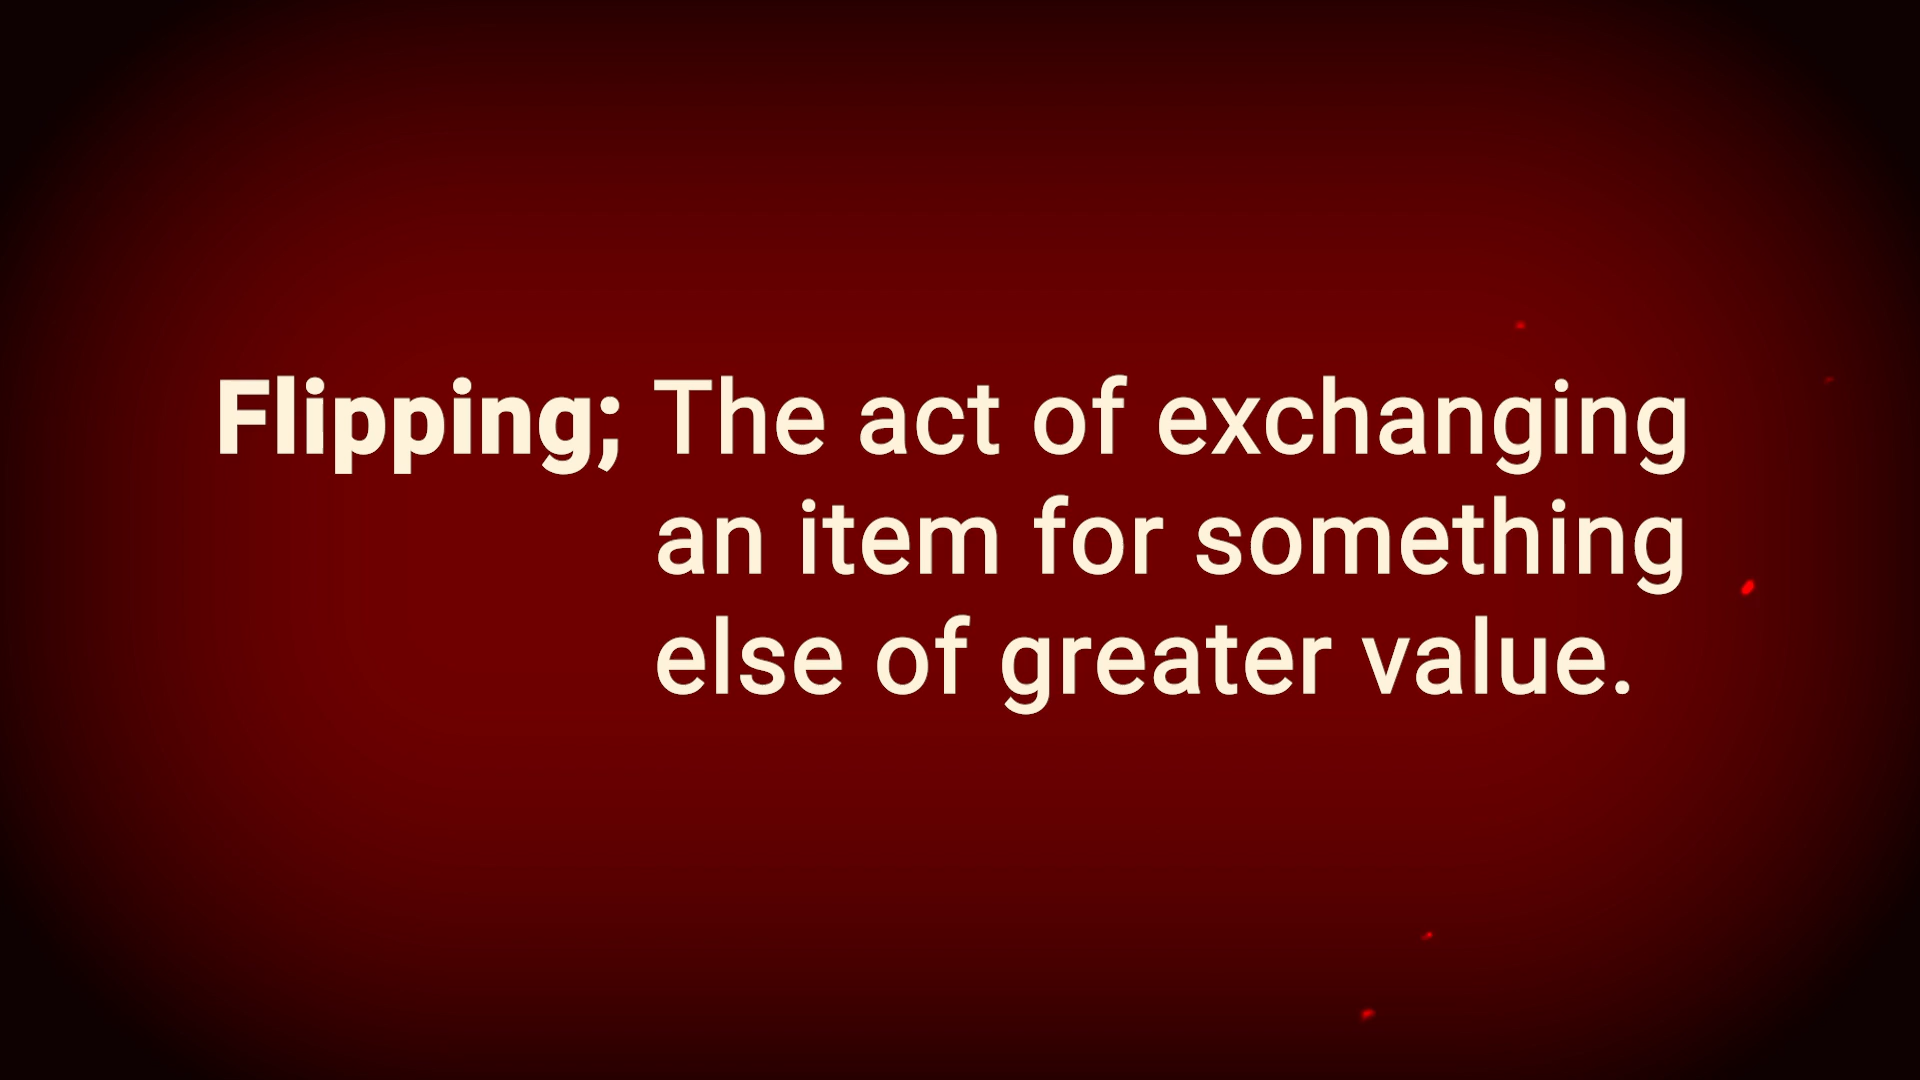 Flipping; The act of exchanging
an item for something
else of greater value.